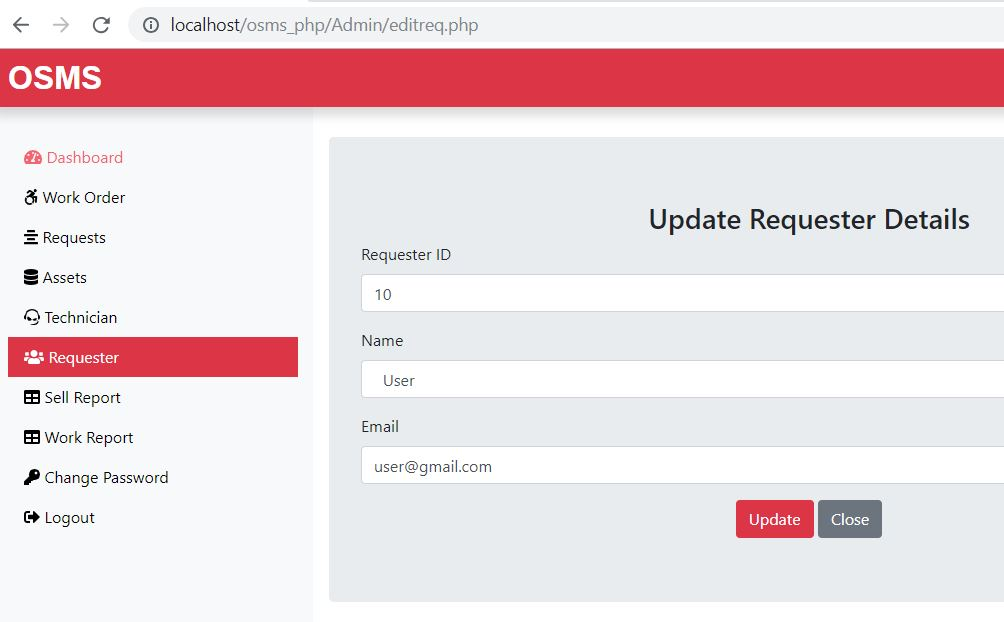 localhost/osms_php/Admin/editreq.php
OSMS
Dashboard
Work Order
Requests
Assets
Technician
Requester
Sell Report
Work Report
Change Password
Logout
Update Requester Details
Requester ID
10
Name
User
Email
user@gmail.com
Update Close